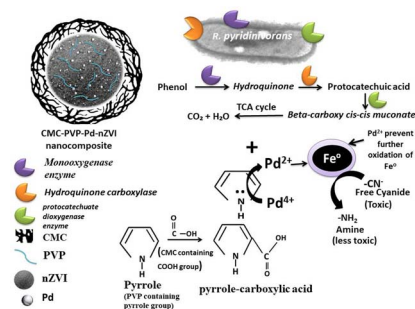 R. pyridinivorans
Phenol
Hydroquinone
Protocatechuic acid
CO₂ + H₂O
TCA cycle
Beta-carboxy cis-cis muconate
CMC-PVP-Pd-nZVI
nanocomposite
Monooxygenase
enzyme
Hydroquinone carboxylase
protocatechuate
dioxygenase
enzyme
CMC
PVP
nZVI
Pd
+
Pd²⁺
Pd⁴⁺
Fe⁰
Pd²⁺ prevent
further
oxidation of
Fe⁰
-CN⁻
Free Cyanide
(Toxic)
-NH₂
Amine
(less toxic)
N
H
O
C-OH
(CMC containing
COOH group)
N
H
Pyrrole
(PVP containing
pyrrole group)
OH
C
O
N
H
pyrrole-carboxylic acid